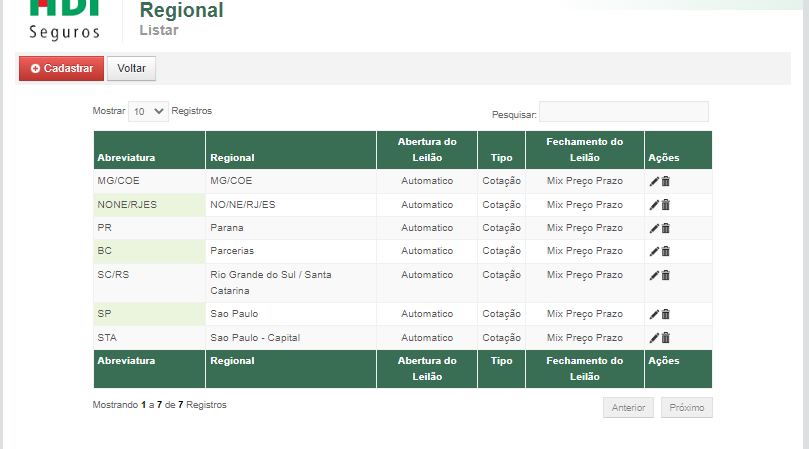 HDI
Seguros
Regional
Listar
Cadastrar Voltar
Mostrar 10 Registros Pesquisar:
Abreviatura Regional Abertura do Leilão Tipo Fechamento do Leilão Ações
MG/COE MG/COE Automatico Cotação Mix Preço Prazo
NONE/RJES NO/NE/RJ/ES Automatico Cotação Mix Preço Prazo
PR Parana Automatico Cotação Mix Preço Prazo
BC Parcerias Automatico Cotação Mix Preço Prazo
SC/RS Rio Grande do Sul / Santa Catarina Automatico Cotação Mix Preço Prazo
SP Sao Paulo Automatico Cotação Mix Preço Prazo
STA Sao Paulo - Capital Automatico Cotação Mix Preço Prazo
Abreviatura Regional Abertura do Leilão Tipo Fechamento do Leilão Ações
Mostrando 1 a 7 de 7 Registros Anterior Próximo